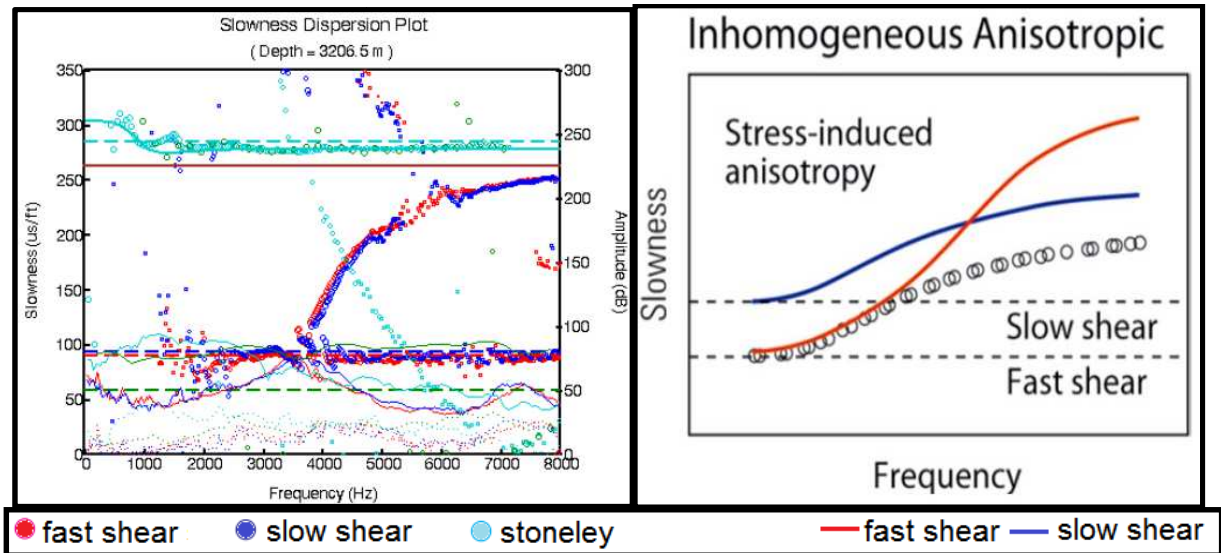 Slowness Dispersion Plot
( Depth = 3206.5 m )
350
300
250
200
150
100
50
0
Slowness (us/ft)
300
250
200
150
100
50
0
Amplitude (dB)
0 1000 2000 3000 4000 5000 6000 7000 8000
Frequency (Hz)
Inhomogeneous Anisotropic
Stress-induced
anisotropy
Slowness
Slow shear
Fast shear
Frequency
fast shear slow shear stoneley fast shear slow shear